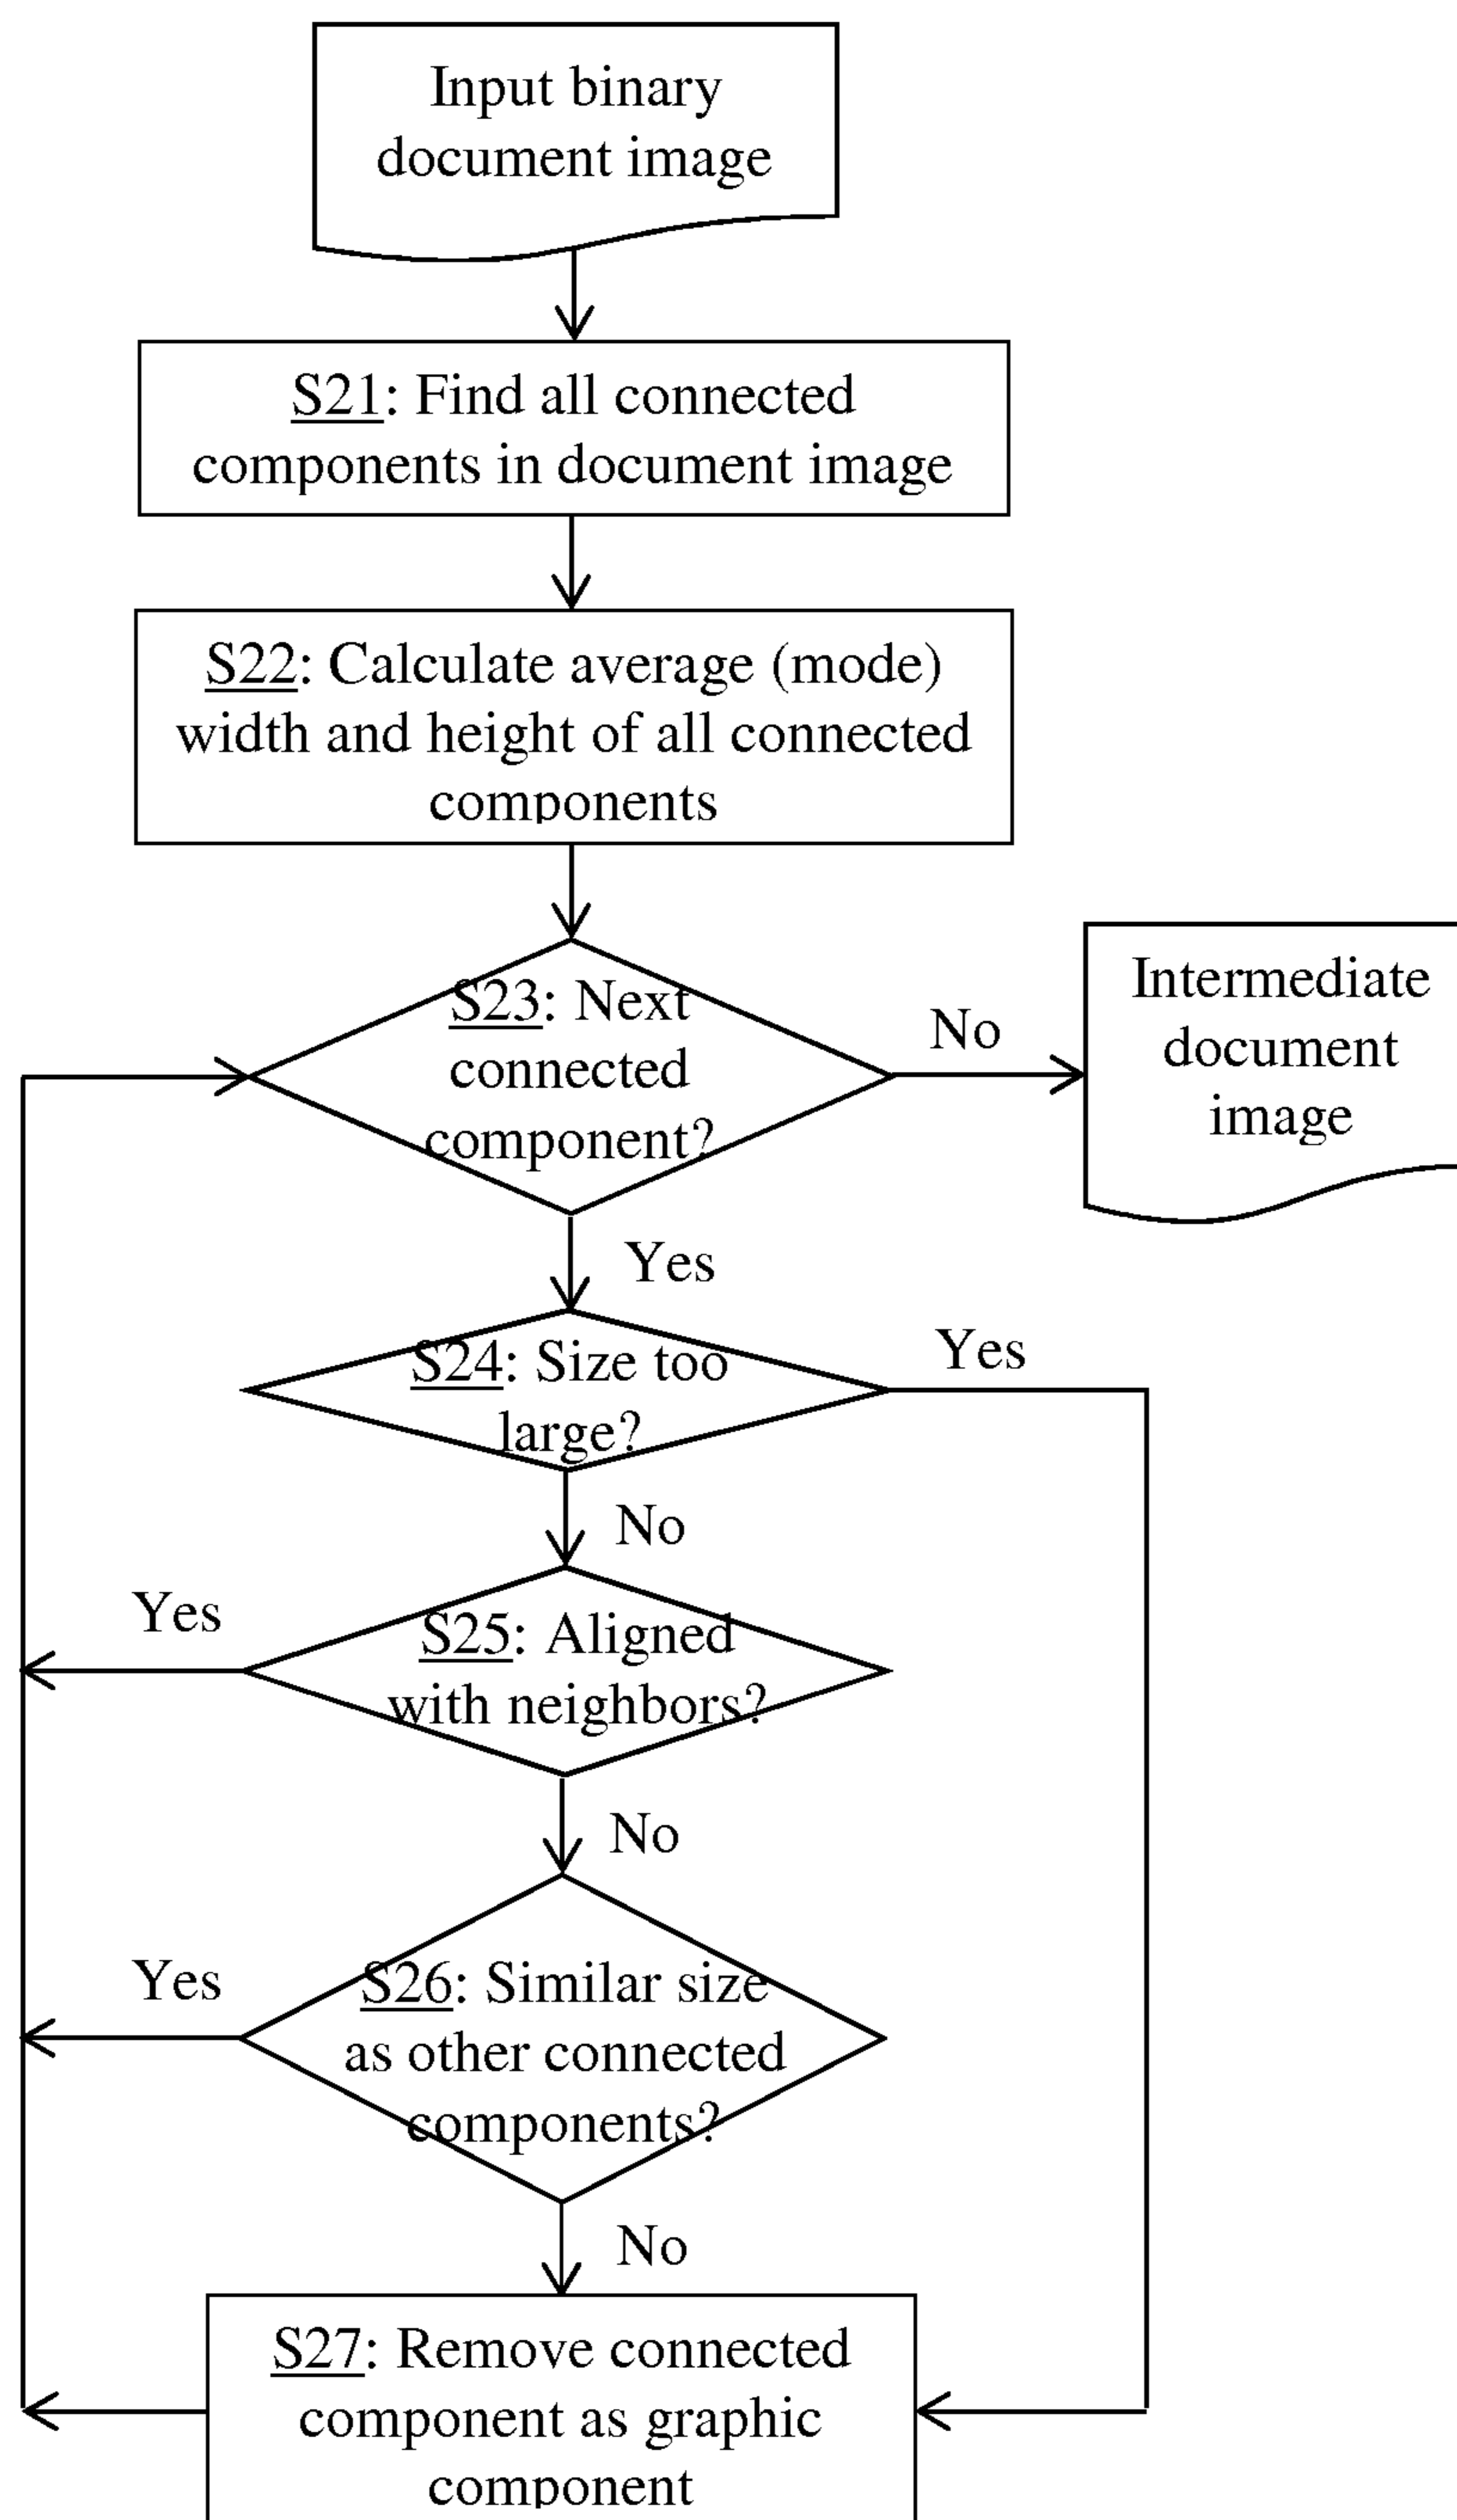 Input binary
document image
S21: Find all connected
components in document image
S22: Calculate average (mode)
width and height of all connected
components
S23: Next
connected
component?
No
Intermediate
document
image
Yes
S24: Size too
large?
Yes
No
S25: Aligned
with neighbors?
Yes
No
S26: Similar size
as other connected
components?
Yes
No
S27: Remove connected
component as graphic
component